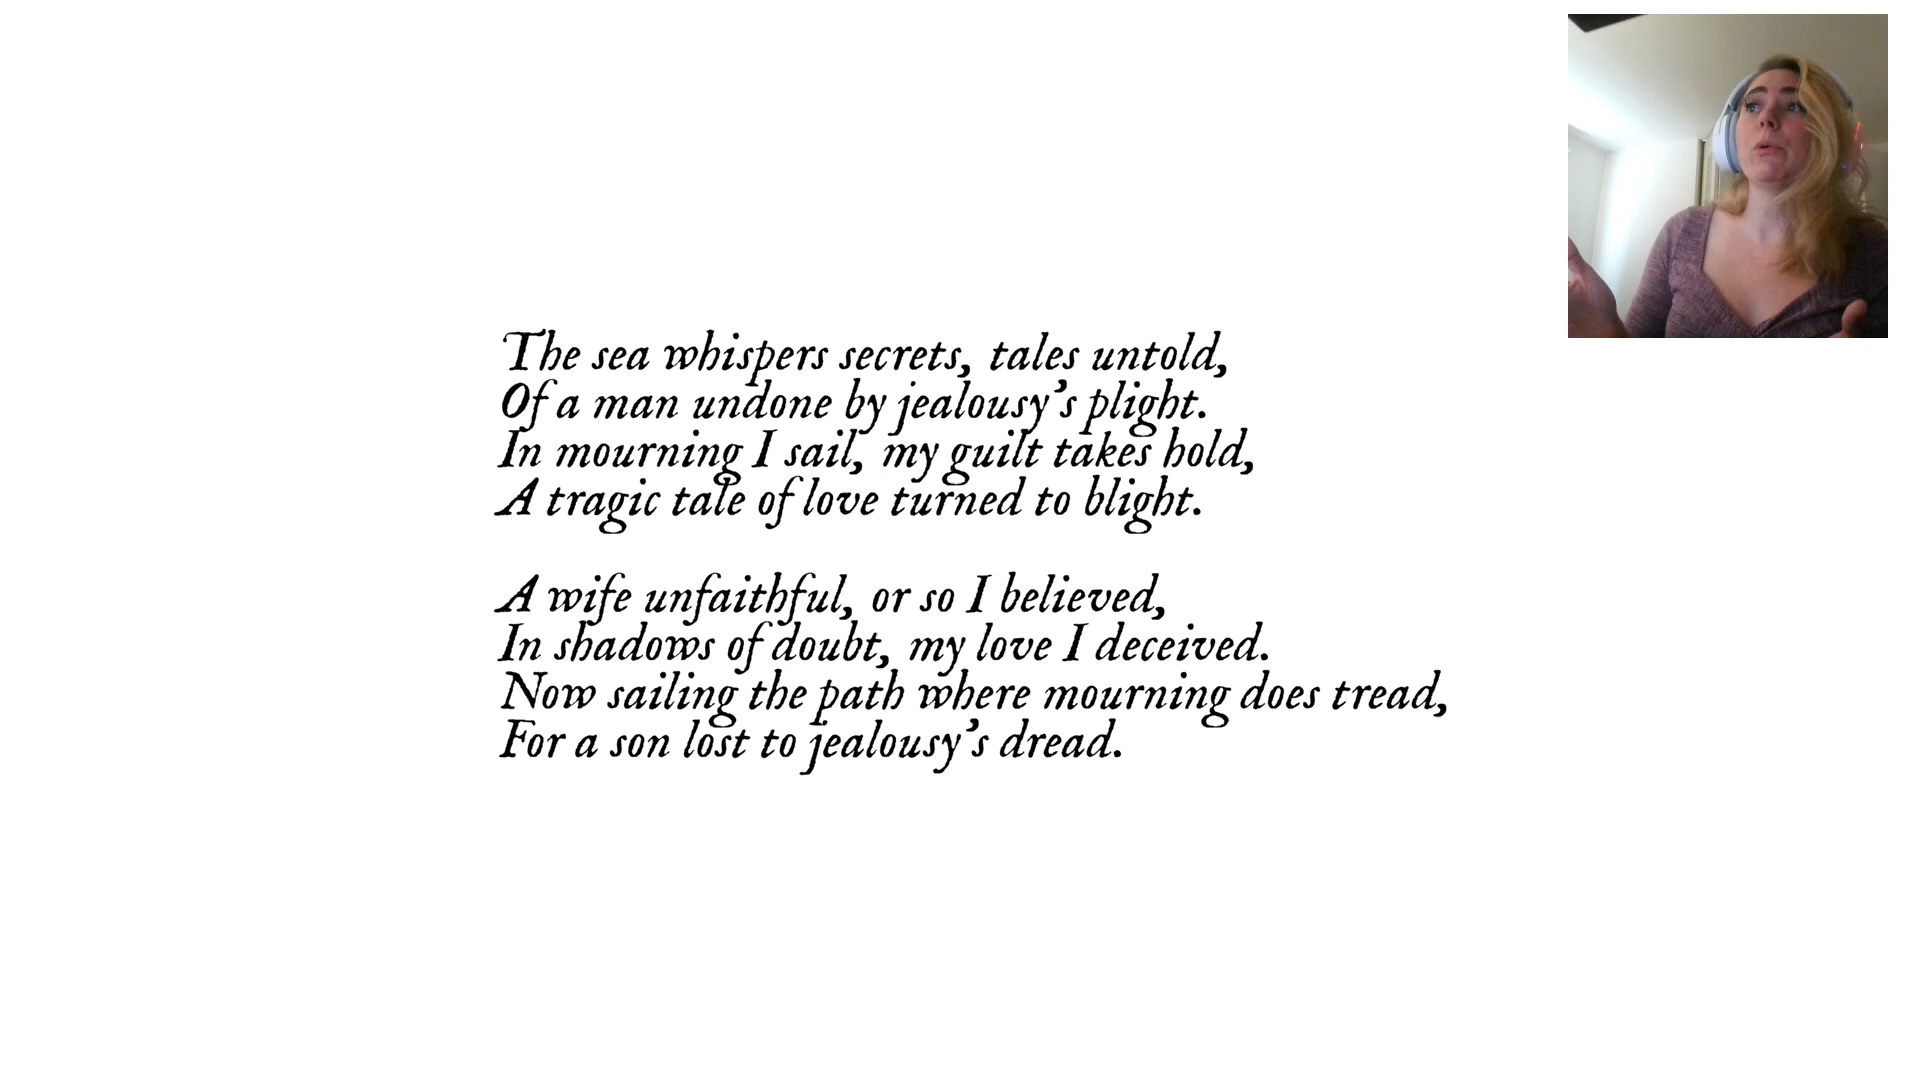 The sea whispers secrets, tales untold,
Of a man undone by jealousy's plight.
In mourning I sail, my guilt takes hold,
A tragic tale of love turned to blight.
A wife unfaithful, or so I believed,
In shadows of doubt, my love I deceived.
Now sailing the path where mourning does tread,
For a son lost to jealousy's dread.